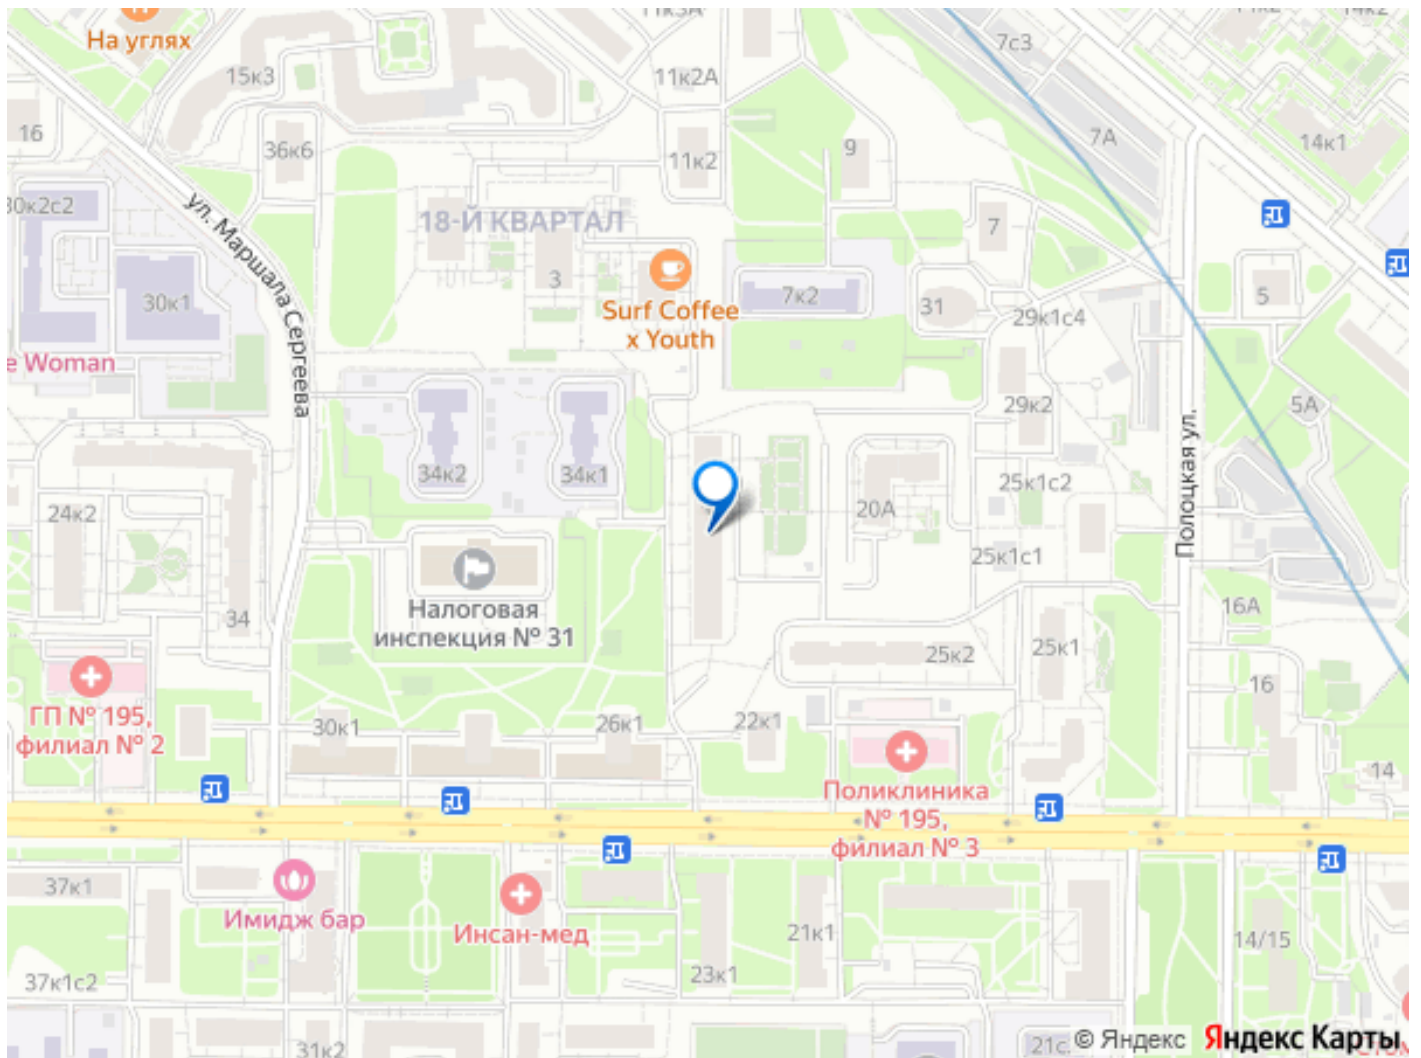 11к3А
14к2
На углях
7с3
15к3
11к2А
7А
14к1
16
36к6
11к2
9
30к2с2
ул. Маршала Сергеева
18-Й КВАРТАЛ
7
3
30к1
Surf Coffee
x Youth
7к2
31
29к1с4
5
e Woman
29к2
5А
34к2
34к1
25к1с2
Полоцкая ул.
24к2
20А
25к1с1
Налоговая
инспекция № 31
34
16А
25к2
25к1
16
ГП № 195,
филиал № 2
30к1
26к1
22к1
14
Поликлиника
№ 195,
филиал № 3
37к1
Имидж бар
Инсан-мед
21к1
14/15
23к1
37к1с2
31к2
21с
© Яндекс
Яндекс Карты